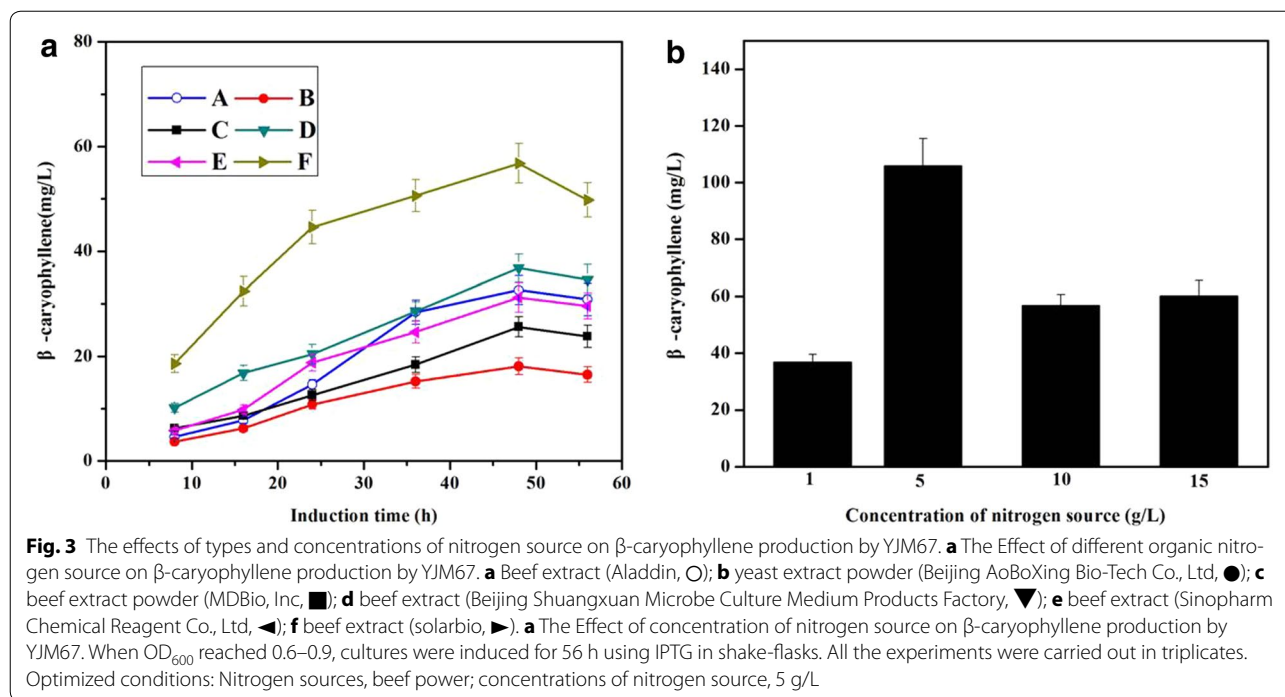 a
80
60
40
20
0
β -caryophyllene(mg/L)
A B
C D
E F
0 10 20 30 40 50 60
Induction time (h)
b
140
120
100
80
60
40
20
0
β -caryophyllene (mg/L)
1 5 10 15
Concentration of nitrogen source (g/L)
Fig. 3 The effects of types and concentrations of nitrogen source on β-caryophyllene production by YJM67. a The Effect of different organic nitro-
gen source on β-caryophyllene production by YJM67. a Beef extract (Aladdin, ○); b yeast extract powder (Beijing AoBoXing Bio-Tech Co., Ltd, ●); c
beef extract powder (MDBio, Inc, ■); d beef extract (Beijing Shuangxuan Microbe Culture Medium Products Factory, ▼); e beef extract (Sinopharm
Chemical Reagent Co., Ltd, ◄); f beef extract (solarbio, ►). a The Effect of concentration of nitrogen source on β-caryophyllene production by
YJM67. When OD600 reached 0.6–0.9, cultures were induced for 56 h using IPTG in shake-flasks. All the experiments were carried out in triplicates.
Optimized conditions: Nitrogen sources, beef power; concentrations of nitrogen source, 5 g/L